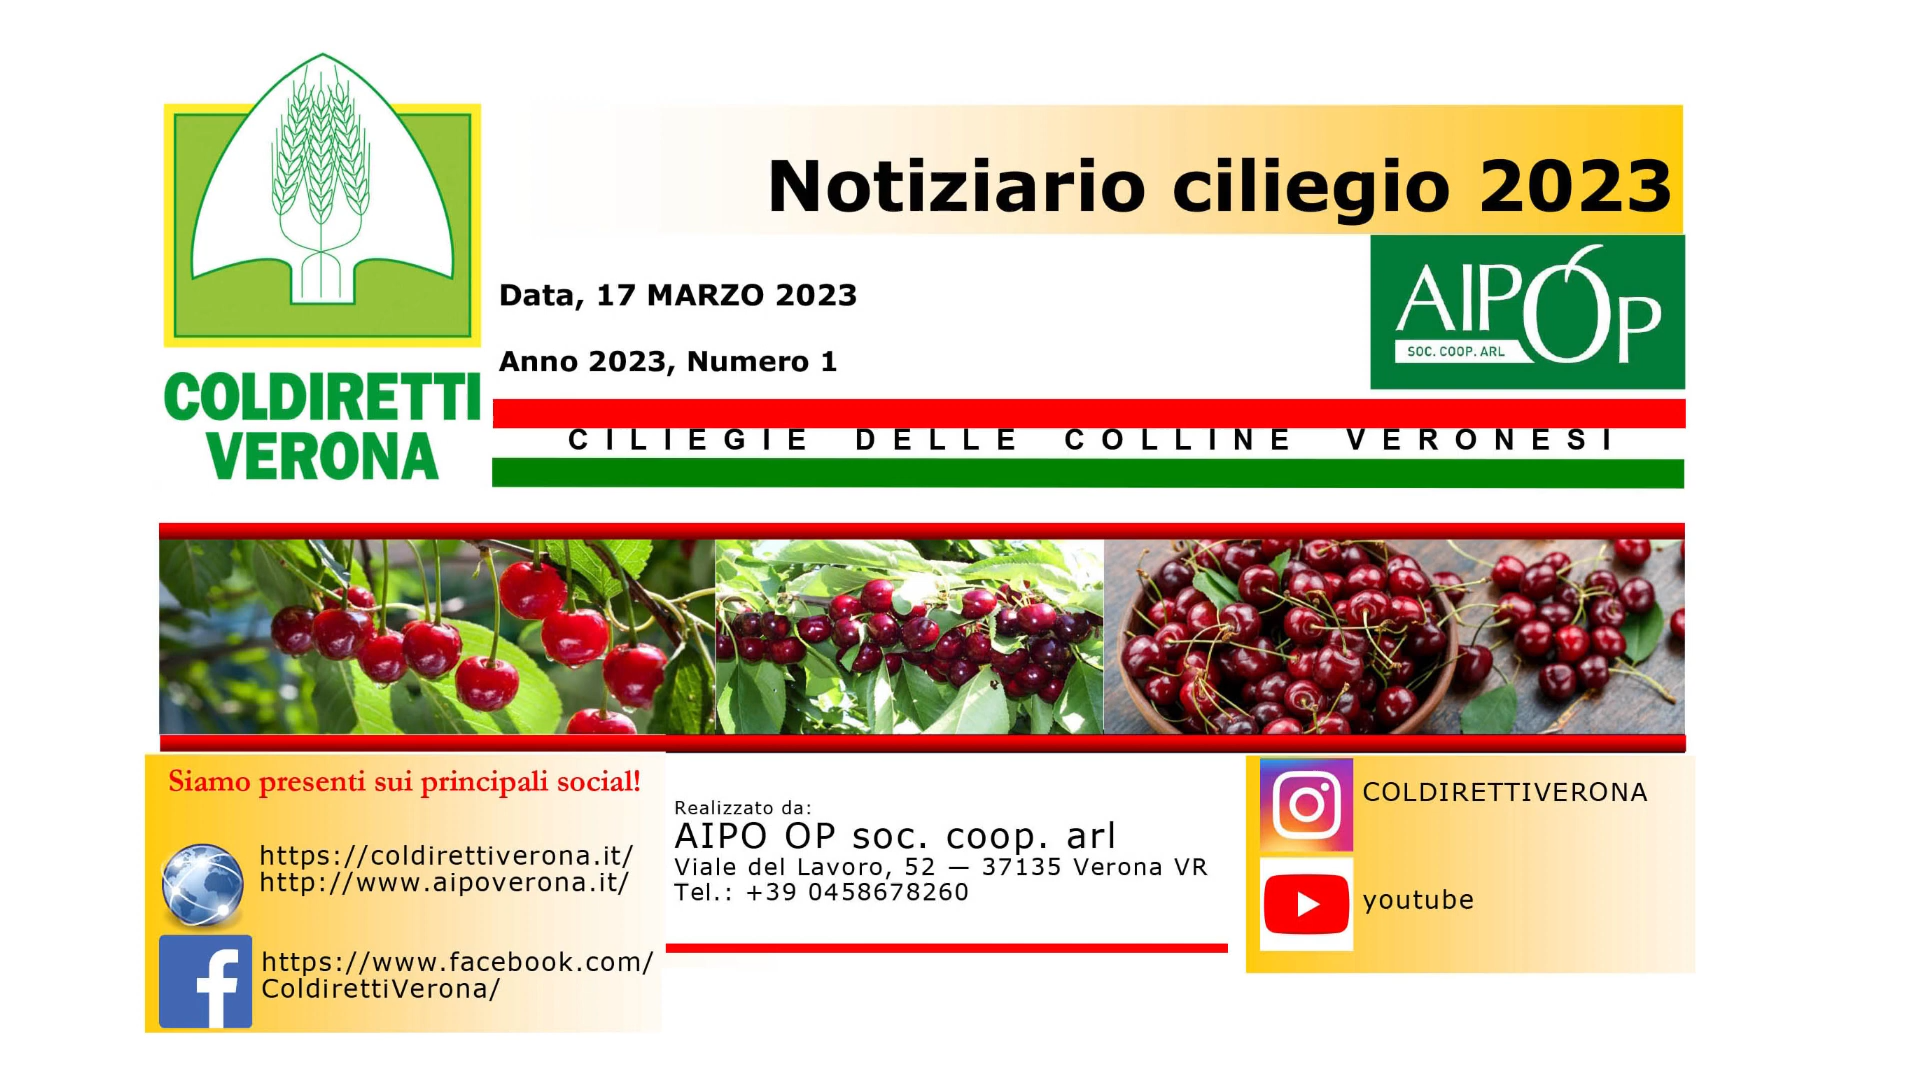 Notiziario ciliegio 2023
COLDIRETTI
VERONA
Data, 17 MARZO 2023
Anno 2023, Numero 1
AIPOP
SOC. COOP. ARL
CILIEGIE DELLE COLLINE VERONESI
Siamo presenti sui principali social!
https://coldirettiverona.it/
http://www.aipoverona.it/
https://www.facebook.com/
ColdirettiVerona/
Realizzato da:
AIPO OP soc. coop. arl
Viale del Lavoro, 52 — 37135 Verona VR
Tel.: +39 0458678260
COLDIRETTIVERONA
youtube